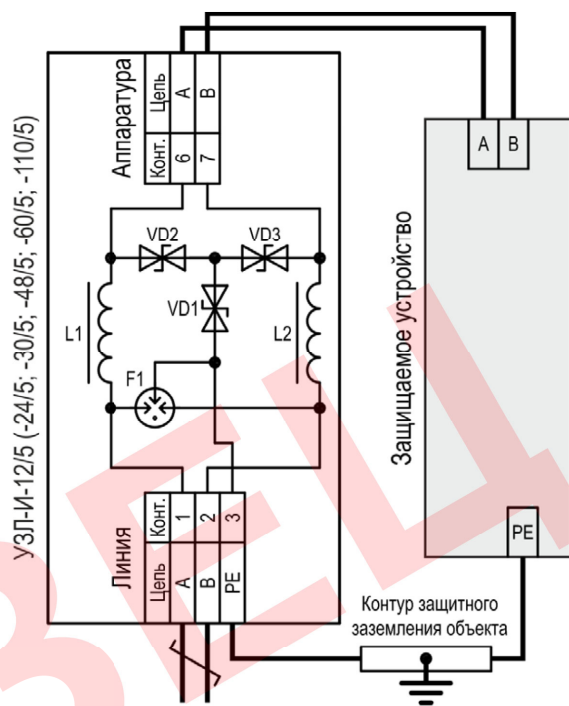 УЗЛ-И-12/5 (-24/5; -30/5; -48/5; -60/5; -110/5)
Аппаратура
Цепь A B
Конт. 6 7
A B
Защищаемое устройство
PE
VD2 VD3
VD1
L1 L2
F1
Линия
Конт. 1 2 3
Цепь A B PE
Контур защитного
заземления объекта
ЗЕЦ